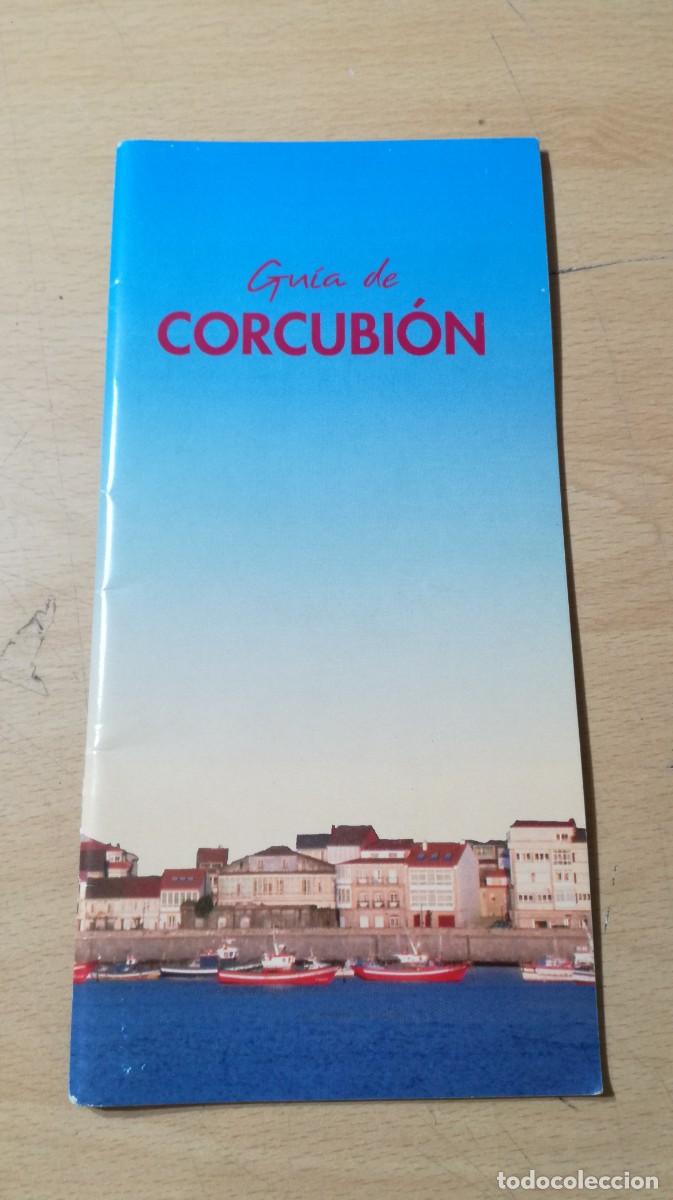 Guía de
CORCUBIÓN
todocoleccion